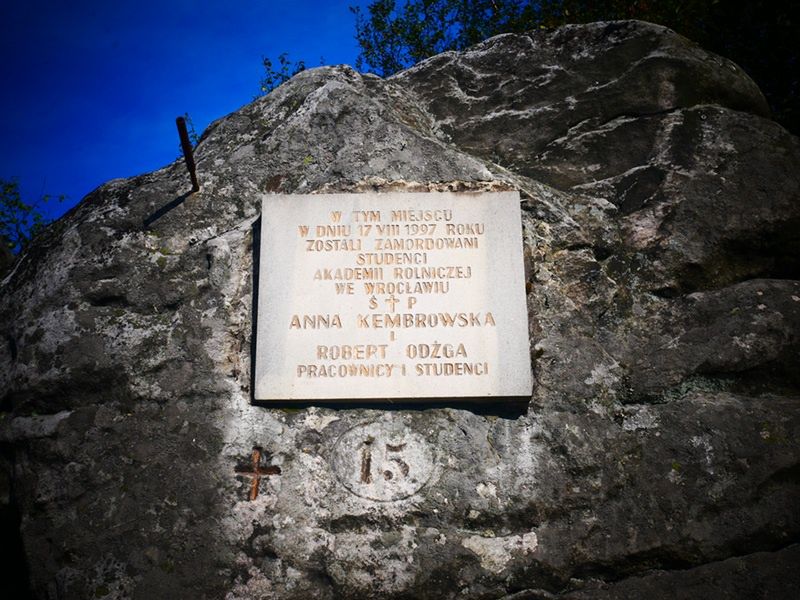 W TYM MIEJSCU
W DNIU 17 VIII 1997 ROKU
ZOSTALI ZAMORDOWANI
STUDENCI
AKADEMII ROLNICZEJ
WE WROCŁAWIU
Ś † P
ANNA KEMBROWSKA
I
ROBERT ODŻGA
PRACOWNICY I STUDENCI
15